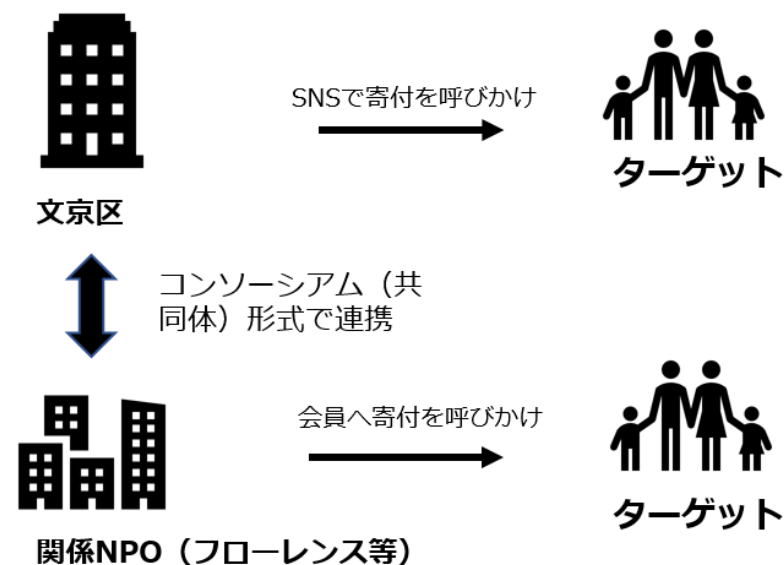 SNSで寄付を呼びかけ
ターゲット
文京区
コンソーシアム（共
同体）形式で連携
会員へ寄付を呼びかけ
ターゲット
関係NPO（フローレンス等）